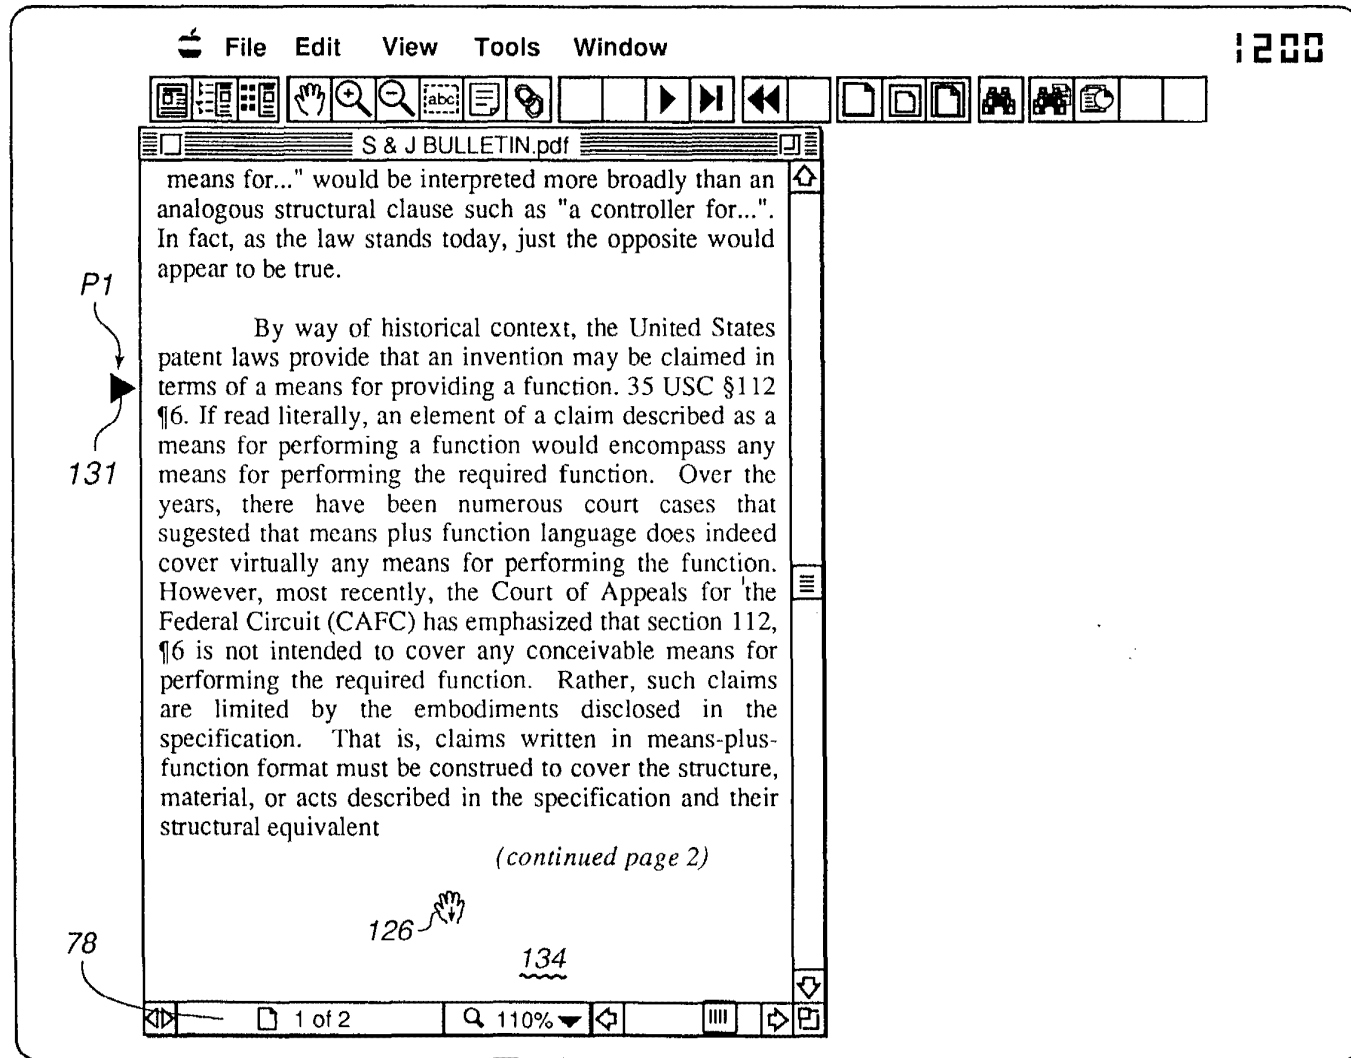 File Edit View Tools Window
1200
abc
S & J BULLETIN.pdf
means for..." would be interpreted more broadly than an
analogous structural clause such as "a controller for...".
In fact, as the law stands today, just the opposite would
appear to be true.
P1
By way of historical context, the United States
patent laws provide that an invention may be claimed in
terms of a means for providing a function. 35 USC §112
¶6. If read literally, an element of a claim described as a
means for performing a function would encompass any
131
means for performing the required function. Over the
years, there have been numerous court cases that
sugested that means plus function language does indeed
cover virtually any means for performing the function.
However, most recently, the Court of Appeals for the
Federal Circuit (CAFC) has emphasized that section 112,
¶6 is not intended to cover any conceivable means for
performing the required function. Rather, such claims
are limited by the embodiments disclosed in the
specification. That is, claims written in means-plus-
function format must be construed to cover the structure,
material, or acts described in the specification and their
structural equivalent
(continued page 2)
126
78
134
1 of 2 110%